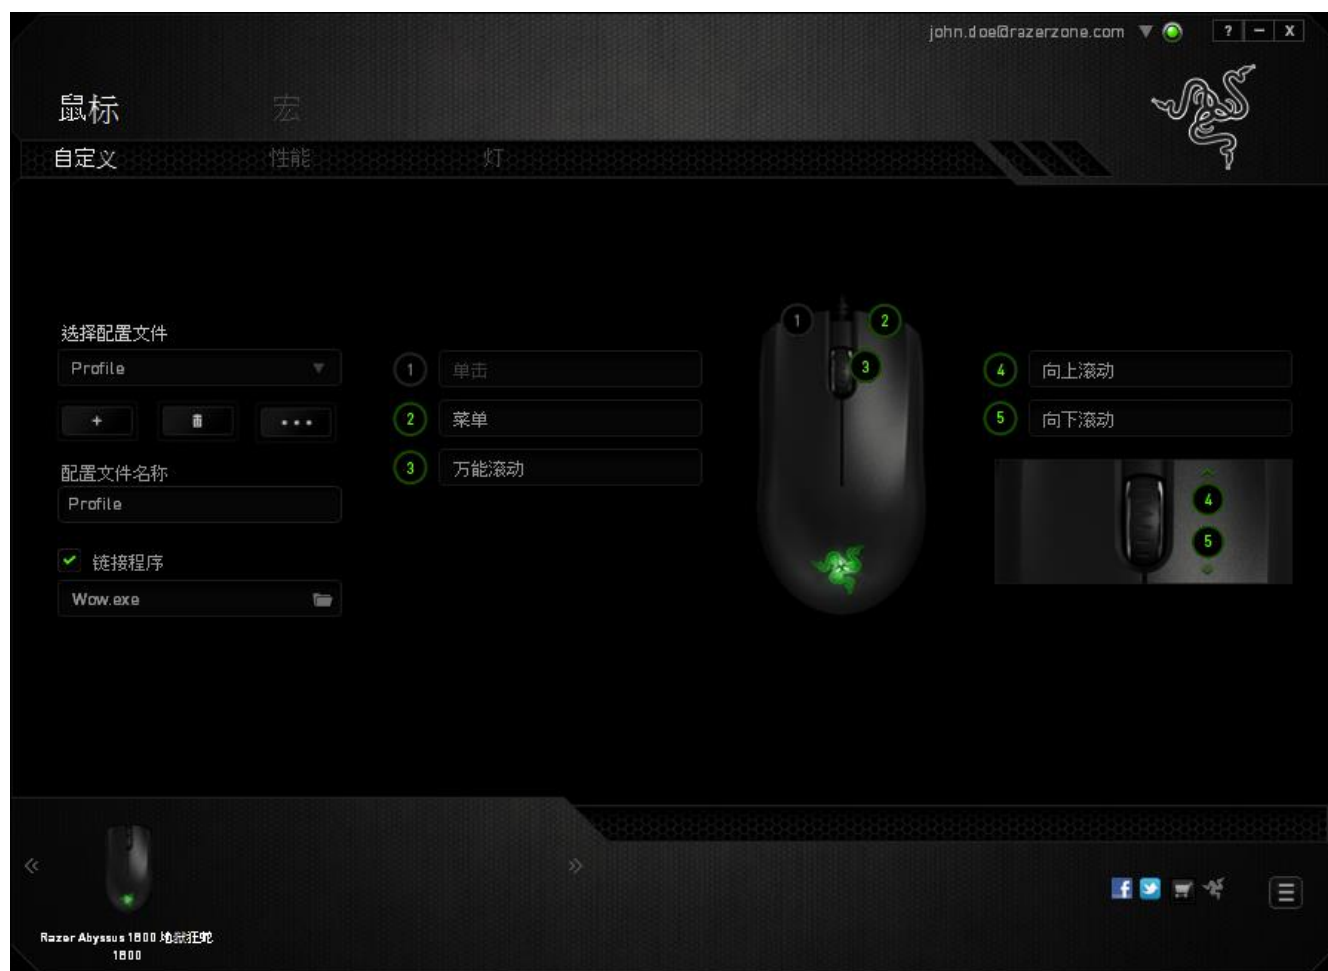 john.doe@razerzone.com
? – X
鼠标
宏
自定义
性能
灯
选择配置文件
Profile
配置文件名称
Profile
链接程序
Wow.exe
1 单击
2 菜单
3 万能滚动
1
2
3
4 向上滚动
5 向下滚动
4
5
Razer Abyssus 1800 地狱狂蛇
1800